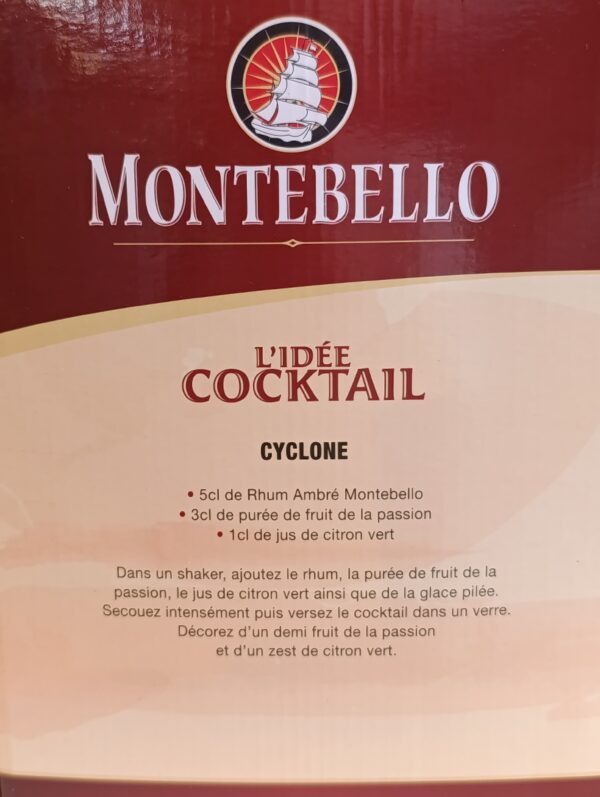 MONTEBELLO
L'IDÉE
COCKTAIL
CYCLONE
• 5cl de Rhum Ambré Montebello
• 3cl de purée de fruit de la passion
• 1cl de jus de citron vert
Dans un shaker, ajoutez le rhum, la purée de fruit de la
passion, le jus de citron vert ainsi que de la glace pilée.
Secouez intensément puis versez le cocktail dans un verre.
Décorez d'un demi fruit de la passion
et d'un zest de citron vert.